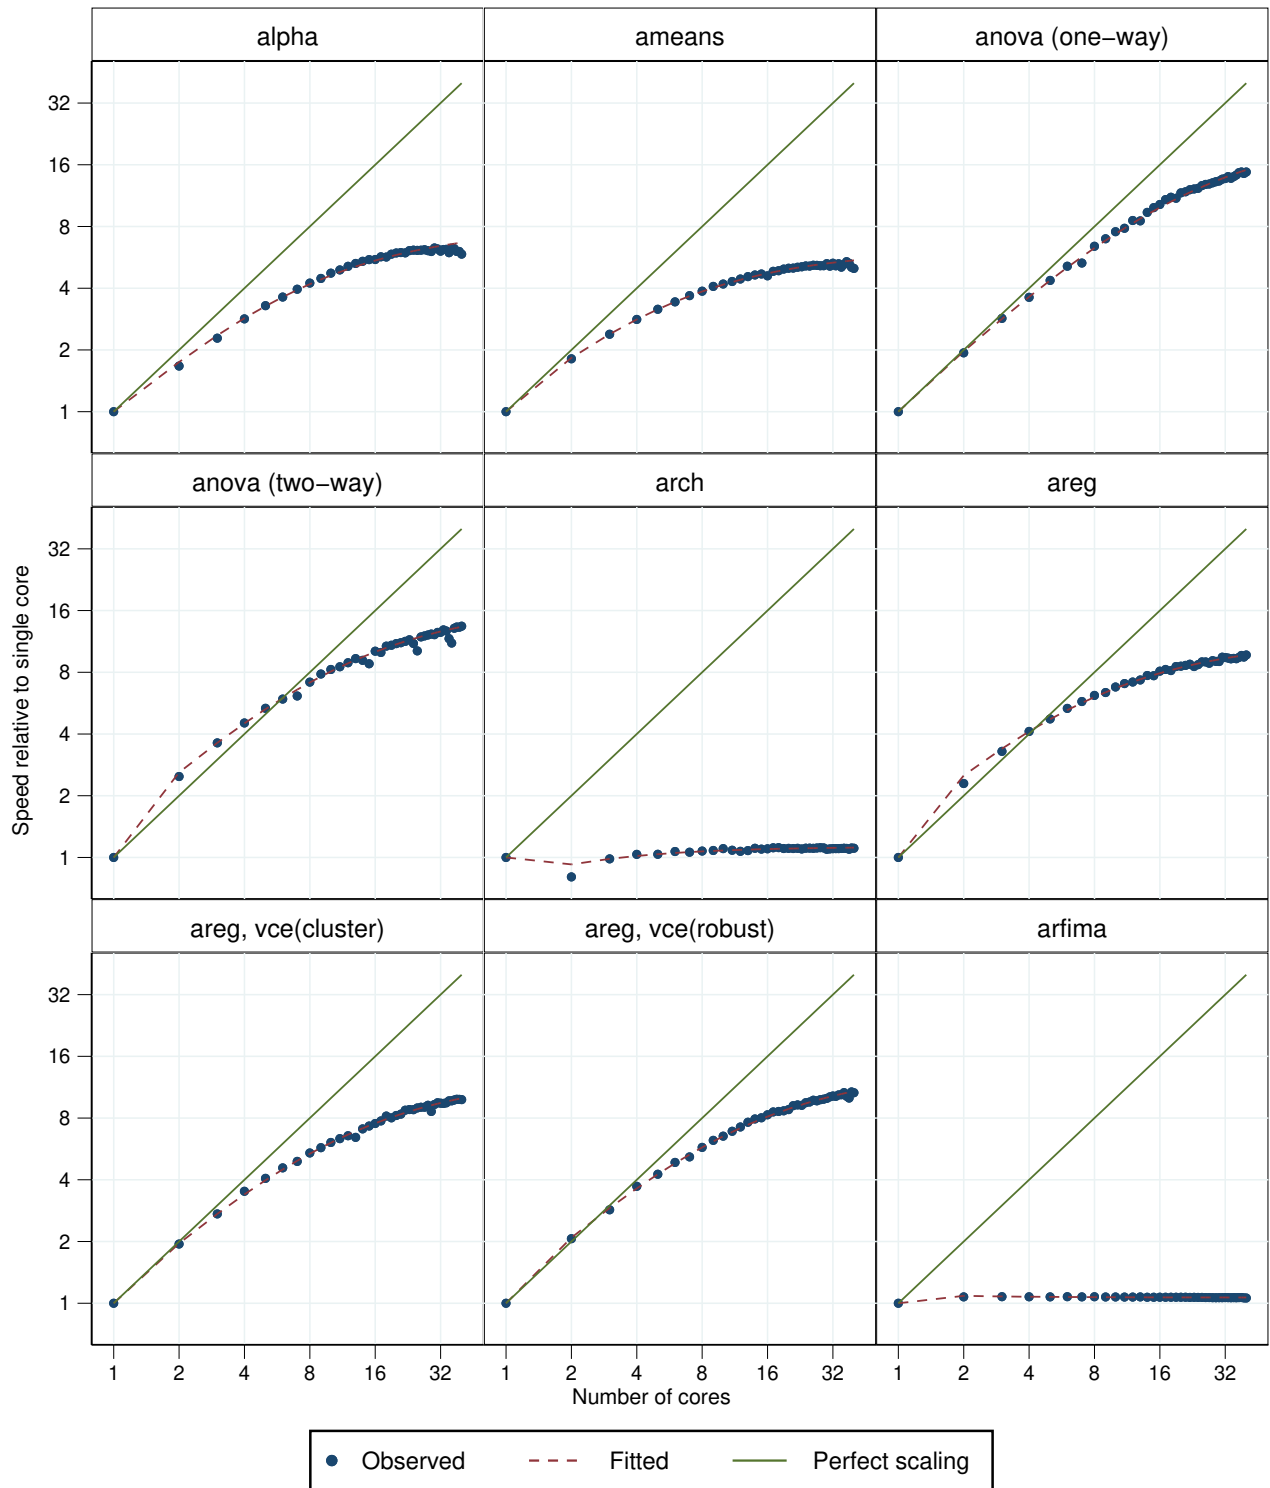 alpha ameans anova (one−way)
32
16
8
4
2
1
anova (two−way) arch areg
32
16
8
4
2
1
areg, vce(cluster) areg, vce(robust) arfima
32
16
8
4
2
1
Speed relative to single core
1 2 4 8 16 32 1 2 4 8 16 32 1 2 4 8 16 32
Number of cores
Observed Fitted Perfect scaling